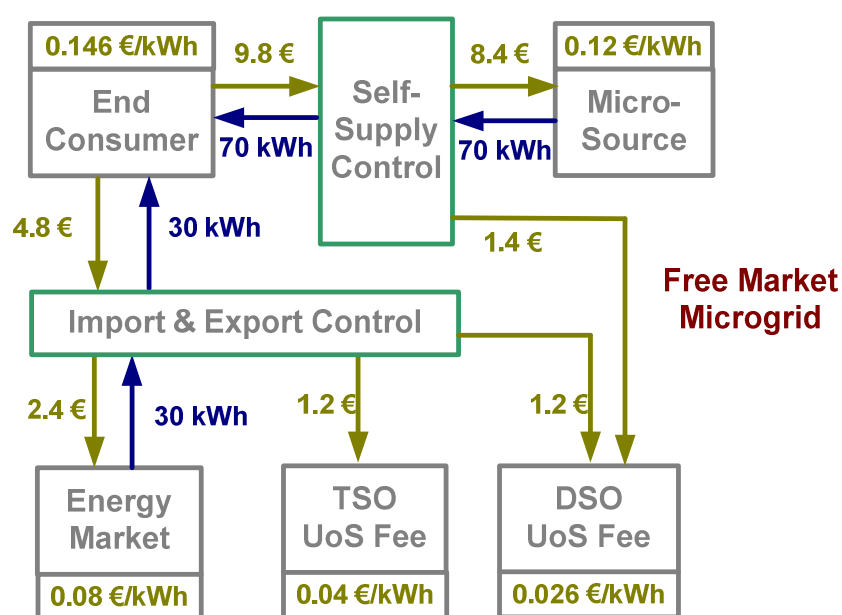 0.146 €/kWh
End
Consumer
9.8 €
70 kWh
Self-
Supply
Control
8.4 €
70 kWh
0.12 €/kWh
Micro-
Source
4.8 €
30 kWh
1.4 €
Free Market
Microgrid
Import & Export Control
2.4 €
30 kWh
1.2 €
1.2 €
Energy
Market
0.08 €/kWh
TSO
UoS Fee
0.04 €/kWh
DSO
UoS Fee
0.026 €/kWh